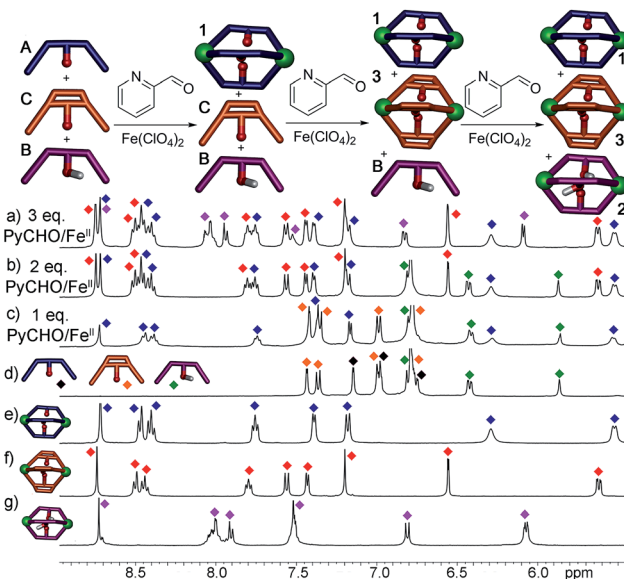 A
+
C
+
B
N
O
Fe(ClO4)2
1
+
C
+
B
N
O
Fe(ClO4)2
1
+
3
+
B
N
O
Fe(ClO4)2
1
+
3
+
2
a) 3 eq.
PyCHO/FeII
b) 2 eq.
PyCHO/FeII
c) 1 eq.
PyCHO/FeII
d)
e)
f)
g)
8.5 8.0 7.5 7.0 6.5 6.0 ppm